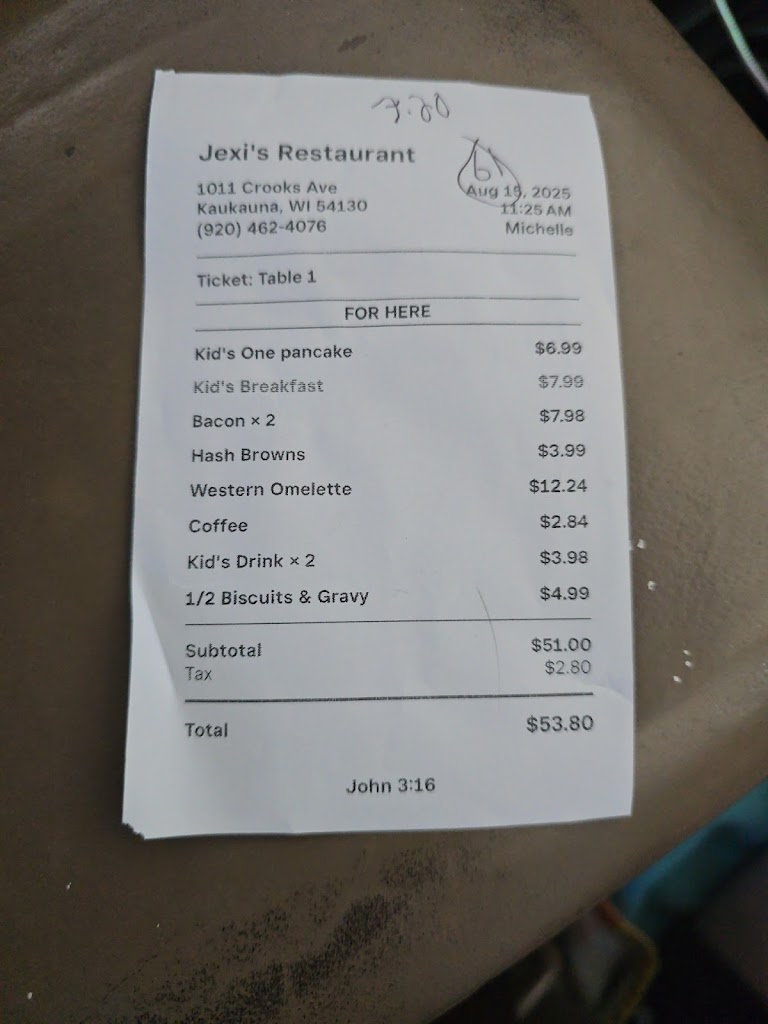 7.20
Jexi's Restaurant
1011 Crooks Ave
Kaukauna, WI 54130
(920) 462-4076
Aug 15, 2025
11:25 AM
Michelle
Ticket: Table 1
FOR HERE
Kid's One pancake $6.99
Kid's Breakfast $7.99
Bacon × 2 $7.98
Hash Browns $3.99
Western Omelette $12.24
Coffee $2.84
Kid's Drink × 2 $3.98
1/2 Biscuits & Gravy $4.99
Subtotal $51.00
Tax $2.80
Total $53.80
John 3:16